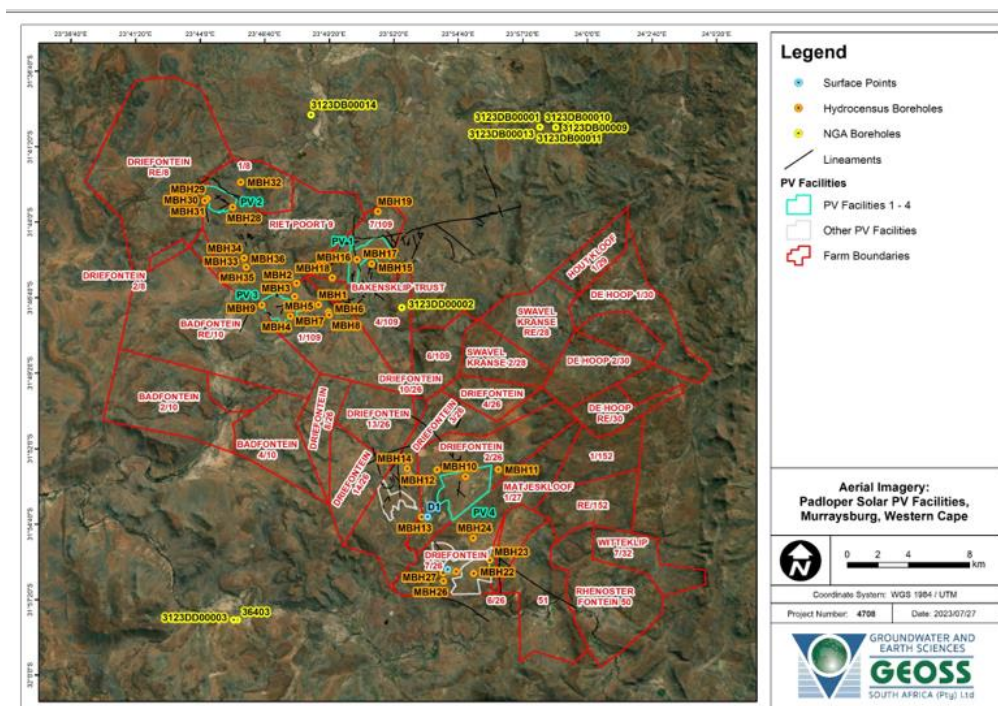 23°38'40"E
23°41'20"E
23°44'0"E
23°46'40"E
23°49'20"E
23°52'0"E
23°54'40"E
23°57'20"E
24°0'0"E
24°2'40"E
3123DB00014
3123DB00001
3123DB00010
3123DB00013
3123DB00009
3123DB00011
DRIEFONTEIN
RE/8
1/8
MBH32
MBH29
MBH30
MBH31
PV 2
MBH28
MBH19
RIET POORT 9
7/109
PV 1
MBH34
MBH36
MBH33
MBH35
MBH18
MBH16
MBH17
MBH15
MBH2
MBH3
BAKENSKLIP TRUST
HOUTKLOOF
1/29
DRIEFONTEIN
2/8
PV 3
MBH9
MBH5
MBH1
MBH6
MBH4
MBH7
MBH8
3123DD00002
4/109
1/109
BADFONTEIN
RE/10
DE HOOP 1/30
SWAVEL
KRANSE
RE/28
6/109
SWAVEL
KRANSE 2/28
DE HOOP 2/30
DRIEFONTEIN
10/26
DRIEFONTEIN
4/26
DE HOOP
RE/30
BADFONTEIN
2/10
DRIEFONTEIN
8/26
DRIEFONTEIN
13/26
DRIEFONTEIN
3/26
BADFONTEIN
4/10
DRIEFONTEIN
2/26
1/152
DRIEFONTEIN
14/26
MBH14
MBH10
MBH11
MBH12
MATJESKLOOF
1/27
RE/152
D1
PV 4
MBH13
MBH24
WITTEKLIP
7/32
DRIEFONTEIN
7/26
MBH23
MBH27
MBH22
MBH26
RHENOSTER
FONTEIN 50
6/26
51
3123DD00003
36403
Legend
Surface Points
Hydrocensus Boreholes
NGA Boreholes
Lineaments
PV Facilities
PV Facilities 1 - 4
Other PV Facilities
Farm Boundaries
Aerial Imagery:
Padloper Solar PV Facilities,
Murraysburg, Western Cape
N
0 2 4 8
km
Coordinate System: WGS 1984 / UTM
Project Number: 4708 Date: 2023/07/27
GROUNDWATER AND
EARTH SCIENCES
GEOSS
SOUTH AFRICA (Pty) Ltd